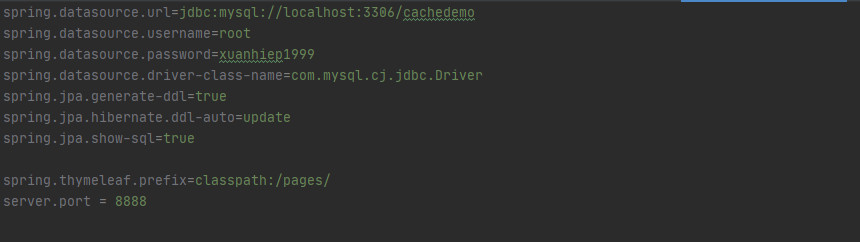 spring.datasource.url=jdbc:mysql://localhost:3306/cachedemo
spring.datasource.username=root
spring.datasource.password=xuanhiep1999
spring.datasource.driver-class-name=com.mysql.cj.jdbc.Driver
spring.jpa.generate-ddl=true
spring.jpa.hibernate.ddl-auto=update
spring.jpa.show-sql=true
spring.thymeleaf.prefix=classpath:/pages/
server.port = 8888